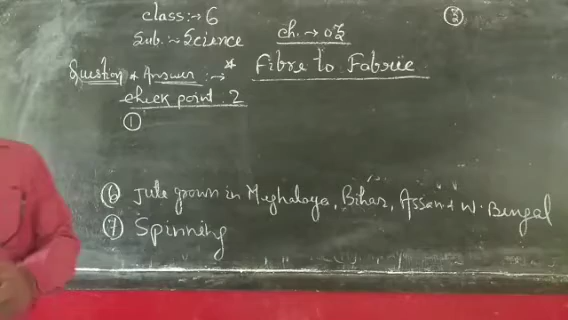 class:→ 6
③
Sub. :→ Science
ch. → 03
Fibre to Fabric
Question & Answer :→ *
check point : 2
①
⑥ Jute grown in Meghalaya, Bihar, Assam & W. Bengal
⑦ Spinning